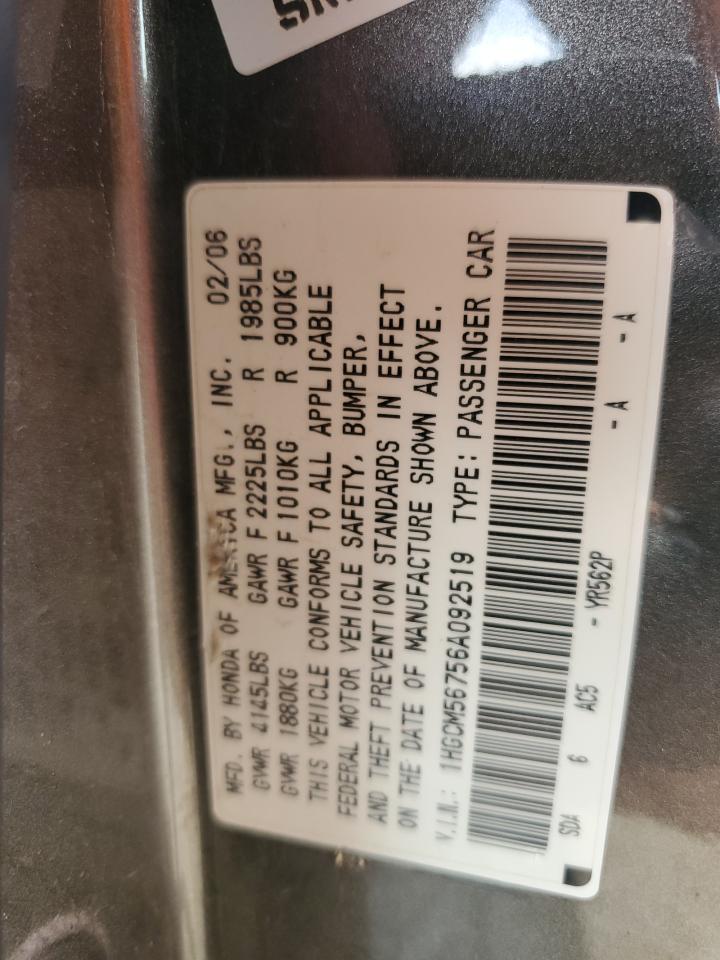 MFD. BY HONDA OF AMERICA MFG., INC. 02/06
GVWR 4145LBS GAWR F 2225LBS R 1985LBS
GVWR 1880KG GAWR F 1010KG R 900KG
THIS VEHICLE CONFORMS TO ALL APPLICABLE
FEDERAL MOTOR VEHICLE SAFETY, BUMPER,
AND THEFT PREVENTION STANDARDS IN EFFECT
ON THE DATE OF MANUFACTURE SHOWN ABOVE.
V.I.N.: 1HGCM56756A092519 TYPE: PASSENGER CAR
SDA 6 AC5 - YR562P - A - A